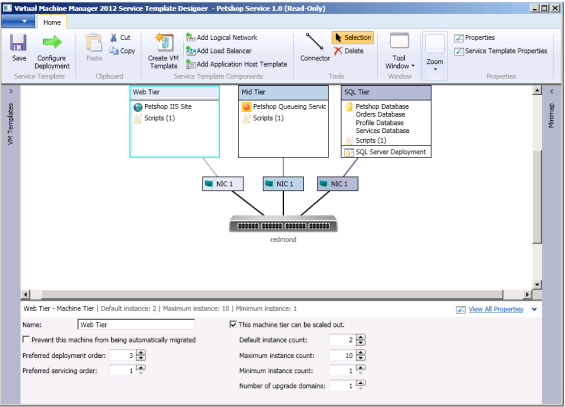 Virtual Machine Manager 2012 Service Template Designer - Petshop Service 1.0 (Read-Only)
Home
Save
Configure Deployment
Service Template
Paste
Cut
Copy
Clipboard
Create VM Template
Add Logical Network
Add Load Balancer
Add Application Host Template
Service Template Components
Connector
Selection
Delete
Tools
Tool Window
Window
Zoom
Properties
Service Template Properties
Properties
VM Templates
Minimap
Web Tier
Petshop IIS Site
Scripts (1)
Mid Tier
Petshop Queueing Servic
Scripts (1)
SQL Tier
Petshop Database
Orders Database
Profile Database
Services Database
Scripts (1)
SQL Server Deployment
NIC 1
NIC 1
NIC 1
redmond
Web Tier - Machine Tier | Default instance: 2 | Maximum instance: 10 | Minimum instance: 1
View All Properties
Name: Web Tier
This machine tier can be scaled out.
Prevent this machine from being automatically migrated
Default instance count: 2
Preferred deployment order: 3
Maximum instance count: 10
Preferred servicing order: 1
Minimum instance count: 1
Number of upgrade domains: 1